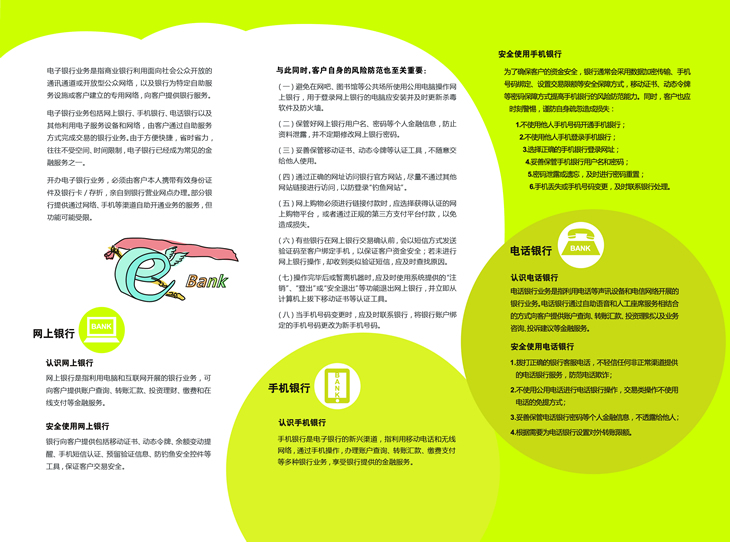 电子银行业务是指商业银行利用面向社会公众开放的
通讯通道或开放型公众网络，以及银行为特定自助服
务设施或客户建立的专用网络，向客户提供银行服务。
电子银行业务包括网上银行、手机银行、电话银行以及
其他利用电子服务设备和网络，由客户通过自助服务
方式完成交易的银行业务。由于方便快捷，省时省力，
往往不受空间、时间限制，电子银行已经成为常见的金
融服务之一。
开办电子银行业务，必须由客户本人携带有效身份证
件及银行卡／存折，亲自到银行营业网点办理。部分银
行提供通过网络、手机等渠道自助开通业务的服务，但
功能可能受限。
e Bank
网上银行
BANK
认识网上银行
网上银行是指利用电脑和互联网开展的银行业务，可
向客户提供账户查询、转账汇款、投资理财、缴费和在
线支付等金融服务。
安全使用网上银行
银行向客户提供包括移动证书、动态令牌、余额变动提
醒、手机短信认证、预留验证信息、防钓鱼安全控件等
工具，保证客户交易安全。
与此同时，客户自身的风险防范也至关重要：
(一) 避免在网吧、图书馆等公共场所使用公用电脑操作网
上银行，用于登录网上银行的电脑应安装并及时更新杀毒
软件及防火墙。
(二) 保管好网上银行用户名、密码等个人金融信息，防止
资料泄露，并不定期修改网上银行密码。
(三) 妥善保管移动证书、动态令牌等认证工具，不随意交
给他人使用。
(四) 通过正确的网址访问银行官方网站，尽量不通过其他
网站链接进行访问，以防登录“钓鱼网站”。
(五) 网上购物必须进行链接付款时，应选择获得认证的网
上购物平台，或者通过正规的第三方支付平台付款，以免
造成损失。
(六) 有些银行在网上银行交易确认前，会以短信方式发送
验证码至客户绑定手机，以保证客户资金安全；若未进行
网上银行操作，却收到类似验证短信，应及时查找原因。
(七) 操作完毕后或暂离机器时，应及时使用系统提供的“注
销”、“登出”或“安全退出”等功能退出网上银行，并立即从
计算机上拔下移动证书等认证工具。
(八) 当手机号码变更时，应及时联系银行，将银行账户绑
定的手机号码更改为新手机号码。
手机银行
BANK
认识手机银行
手机银行是电子银行的新兴渠道，指利用移动电话和无线
网络，通过手机操作，办理账户查询、转账汇款、缴费支付
等多种银行业务，享受银行提供的金融服务。
安全使用手机银行
为了确保客户的资金安全，银行通常会采用数据加密传输、手机
号码绑定、设置交易限额等安全保障方式，移动证书、动态令牌
等密码保障方式提高手机银行的风险防范能力。同时，客户也应
时刻警惕，谨防自身疏忽造成损失：
1.不使用他人手机号码开通手机银行；
2.不使用他人手机登录手机银行；
3.选择正确的手机银行登录网址；
4.妥善保管手机银行用户名和密码；
5.密码泄露或遗忘，及时进行密码重置；
6.手机丢失或手机号码变更，及时联系银行处理。
电话银行
BANK
认识电话银行
电话银行业务是指利用电话等声讯设备和电信网络开展的
银行业务。电话银行通过自助语音和人工座席服务相结合
的方式向客户提供账户查询、转账汇款、投资理财以及业务
咨询、投诉建议等金融服务。
安全使用电话银行
1.拨打正确的银行客服电话，不轻信任何非正常渠道提供
的电话银行服务，防范电话欺诈；
2.不使用公用电话进行电话银行操作，交易类操作不使用
电话的免提方式；
3.妥善保管电话银行密码等个人金融信息，不透露给他人；
4.根据需要为电话银行设置对外转账限额。